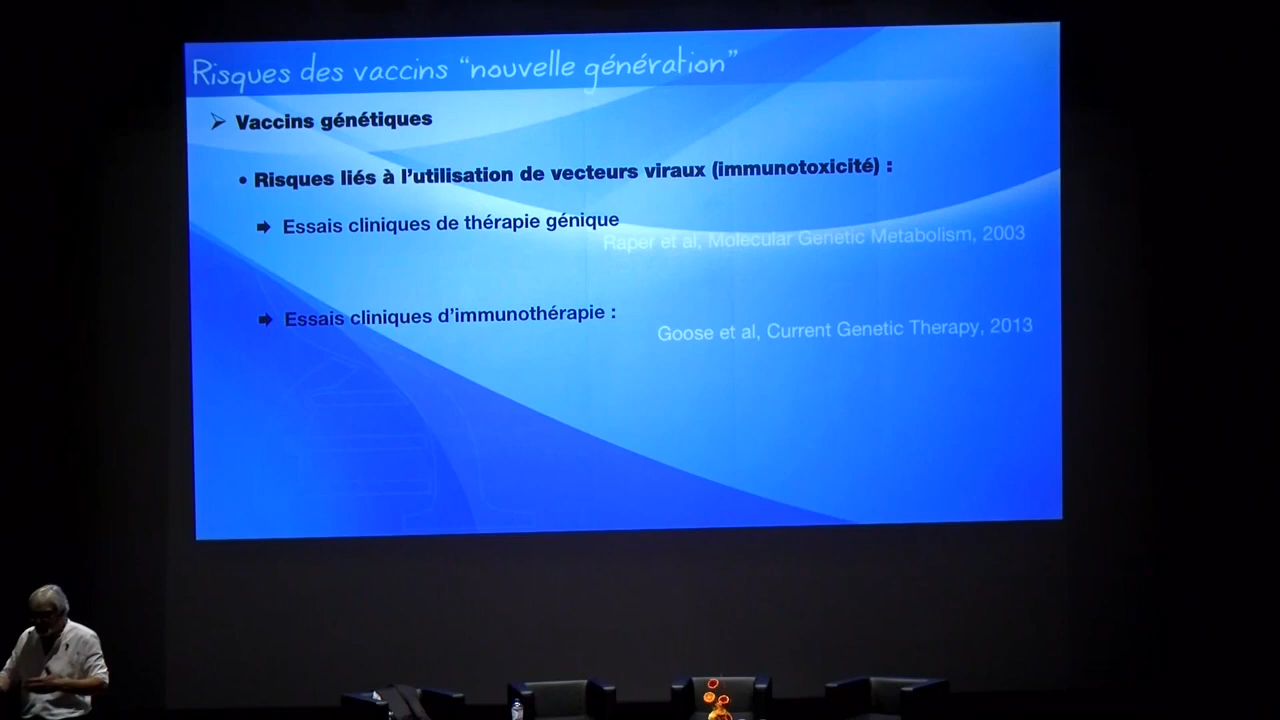 Risques des vaccins “nouvelle génération”
➢ Vaccins génétiques
• Risques liés à l’utilisation de vecteurs viraux (immunotoxicité) :
➡ Essais cliniques de thérapie génique
Raper et al, Molecular Genetic Metabolism, 2003
➡ Essais cliniques d’immunothérapie :
Goose et al, Current Genetic Therapy, 2013